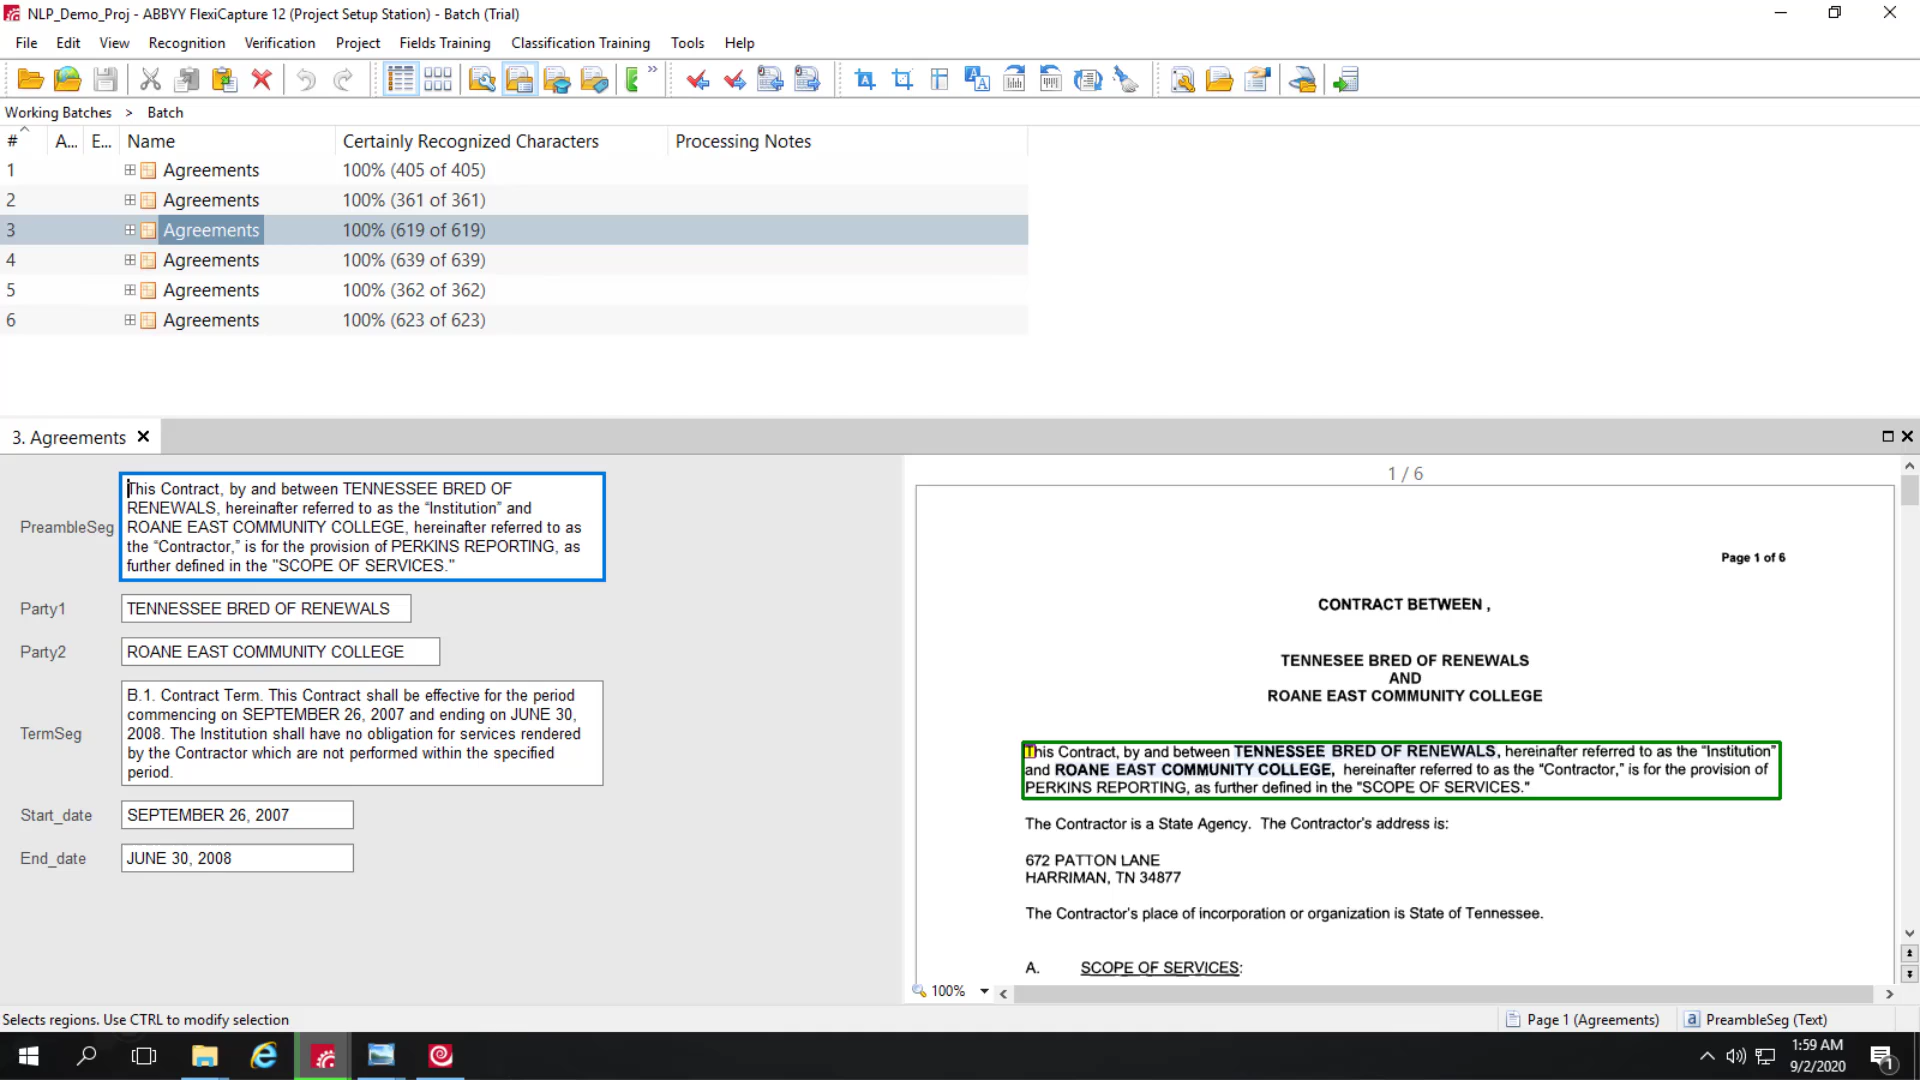 NLP_Demo_Proj - ABBYY FlexiCapture 12 (Project Setup Station) - Batch (Trial)
File Edit View Recognition Verification Project Fields Training Classification Training Tools Help
Working Batches > Batch
# A... E... Name Certainly Recognized Characters Processing Notes
1 Agreements 100% (405 of 405)
2 Agreements 100% (361 of 361)
3 Agreements 100% (619 of 619)
4 Agreements 100% (639 of 639)
5 Agreements 100% (362 of 362)
6 Agreements 100% (623 of 623)
3. Agreements
PreambleSeg
This Contract, by and between TENNESSEE BRED OF
RENEWALS, hereinafter referred to as the “Institution” and
ROANE EAST COMMUNITY COLLEGE, hereinafter referred to as
the “Contractor,” is for the provision of PERKINS REPORTING, as
further defined in the "SCOPE OF SERVICES."
Party1 TENNESSEE BRED OF RENEWALS
Party2 ROANE EAST COMMUNITY COLLEGE
TermSeg
B.1. Contract Term. This Contract shall be effective for the period
commencing on SEPTEMBER 26, 2007 and ending on JUNE 30,
2008. The Institution shall have no obligation for services rendered
by the Contractor which are not performed within the specified
period.
Start_date SEPTEMBER 26, 2007
End_date JUNE 30, 2008
1 / 6
Page 1 of 6
CONTRACT BETWEEN ,
TENNESEE BRED OF RENEWALS
AND
ROANE EAST COMMUNITY COLLEGE
This Contract, by and between TENNESSEE BRED OF RENEWALS, hereinafter referred to as the “Institution”
and ROANE EAST COMMUNITY COLLEGE, hereinafter referred to as the “Contractor,” is for the provision of
PERKINS REPORTING, as further defined in the "SCOPE OF SERVICES."
The Contractor is a State Agency. The Contractor's address is:
672 PATTON LANE
HARRIMAN, TN 34877
The Contractor's place of incorporation or organization is State of Tennessee.
A. SCOPE OF SERVICES:
100%
Selects regions. Use CTRL to modify selection
Page 1 (Agreements) a PreambleSeg (Text)
1:59 AM
9/2/2020
1